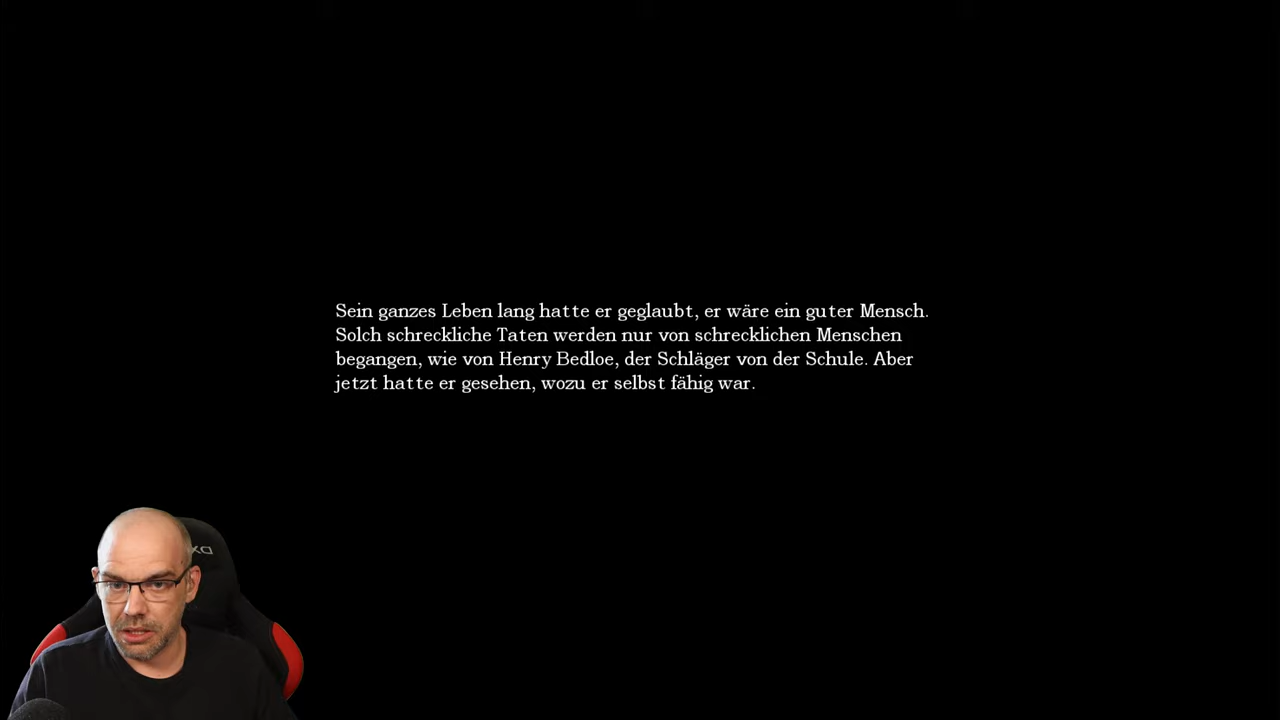 Sein ganzes Leben lang hatte er geglaubt, er wäre ein guter Mensch.
Solch schreckliche Taten werden nur von schrecklichen Menschen
begangen, wie von Henry Bedloe, der Schläger von der Schule. Aber
jetzt hatte er gesehen, wozu er selbst fähig war.